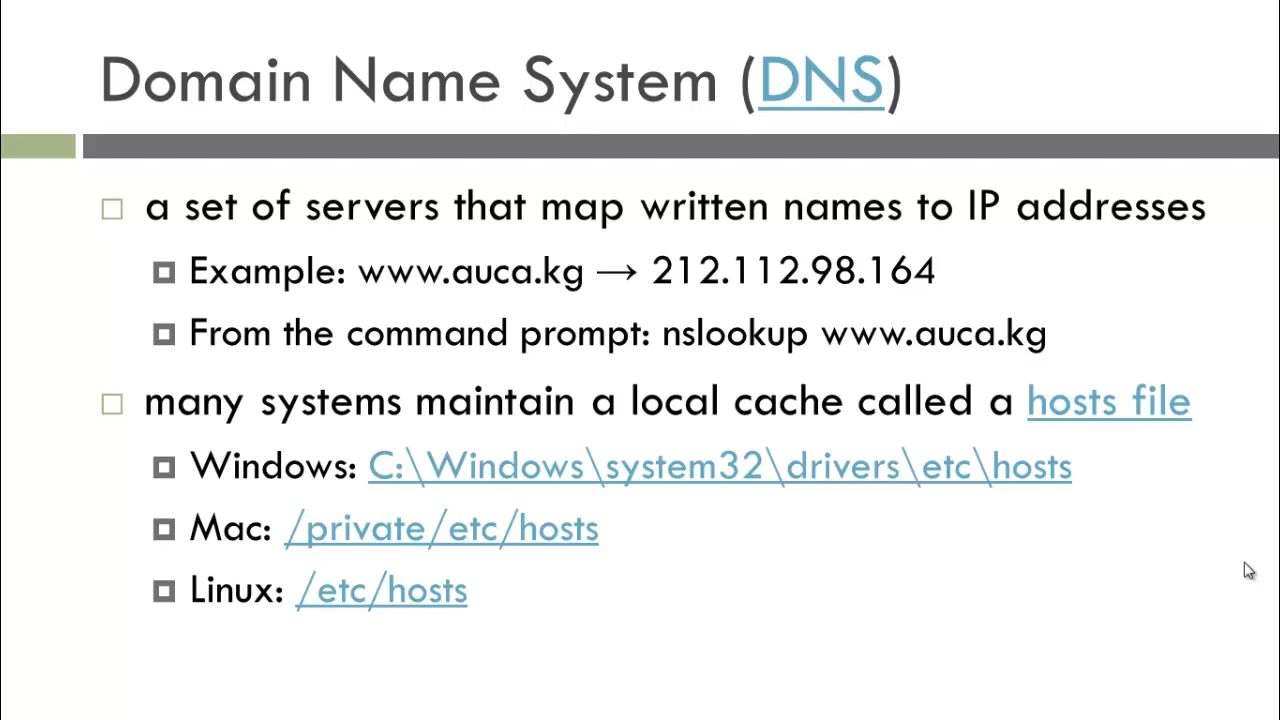 Domain Name System (DNS)
a set of servers that map written names to IP addresses
Example: www.auca.kg → 212.112.98.164
From the command prompt: nslookup www.auca.kg
many systems maintain a local cache called a hosts file
Windows: C:\Windows\system32\drivers\etc\hosts
Mac: /private/etc/hosts
Linux: /etc/hosts